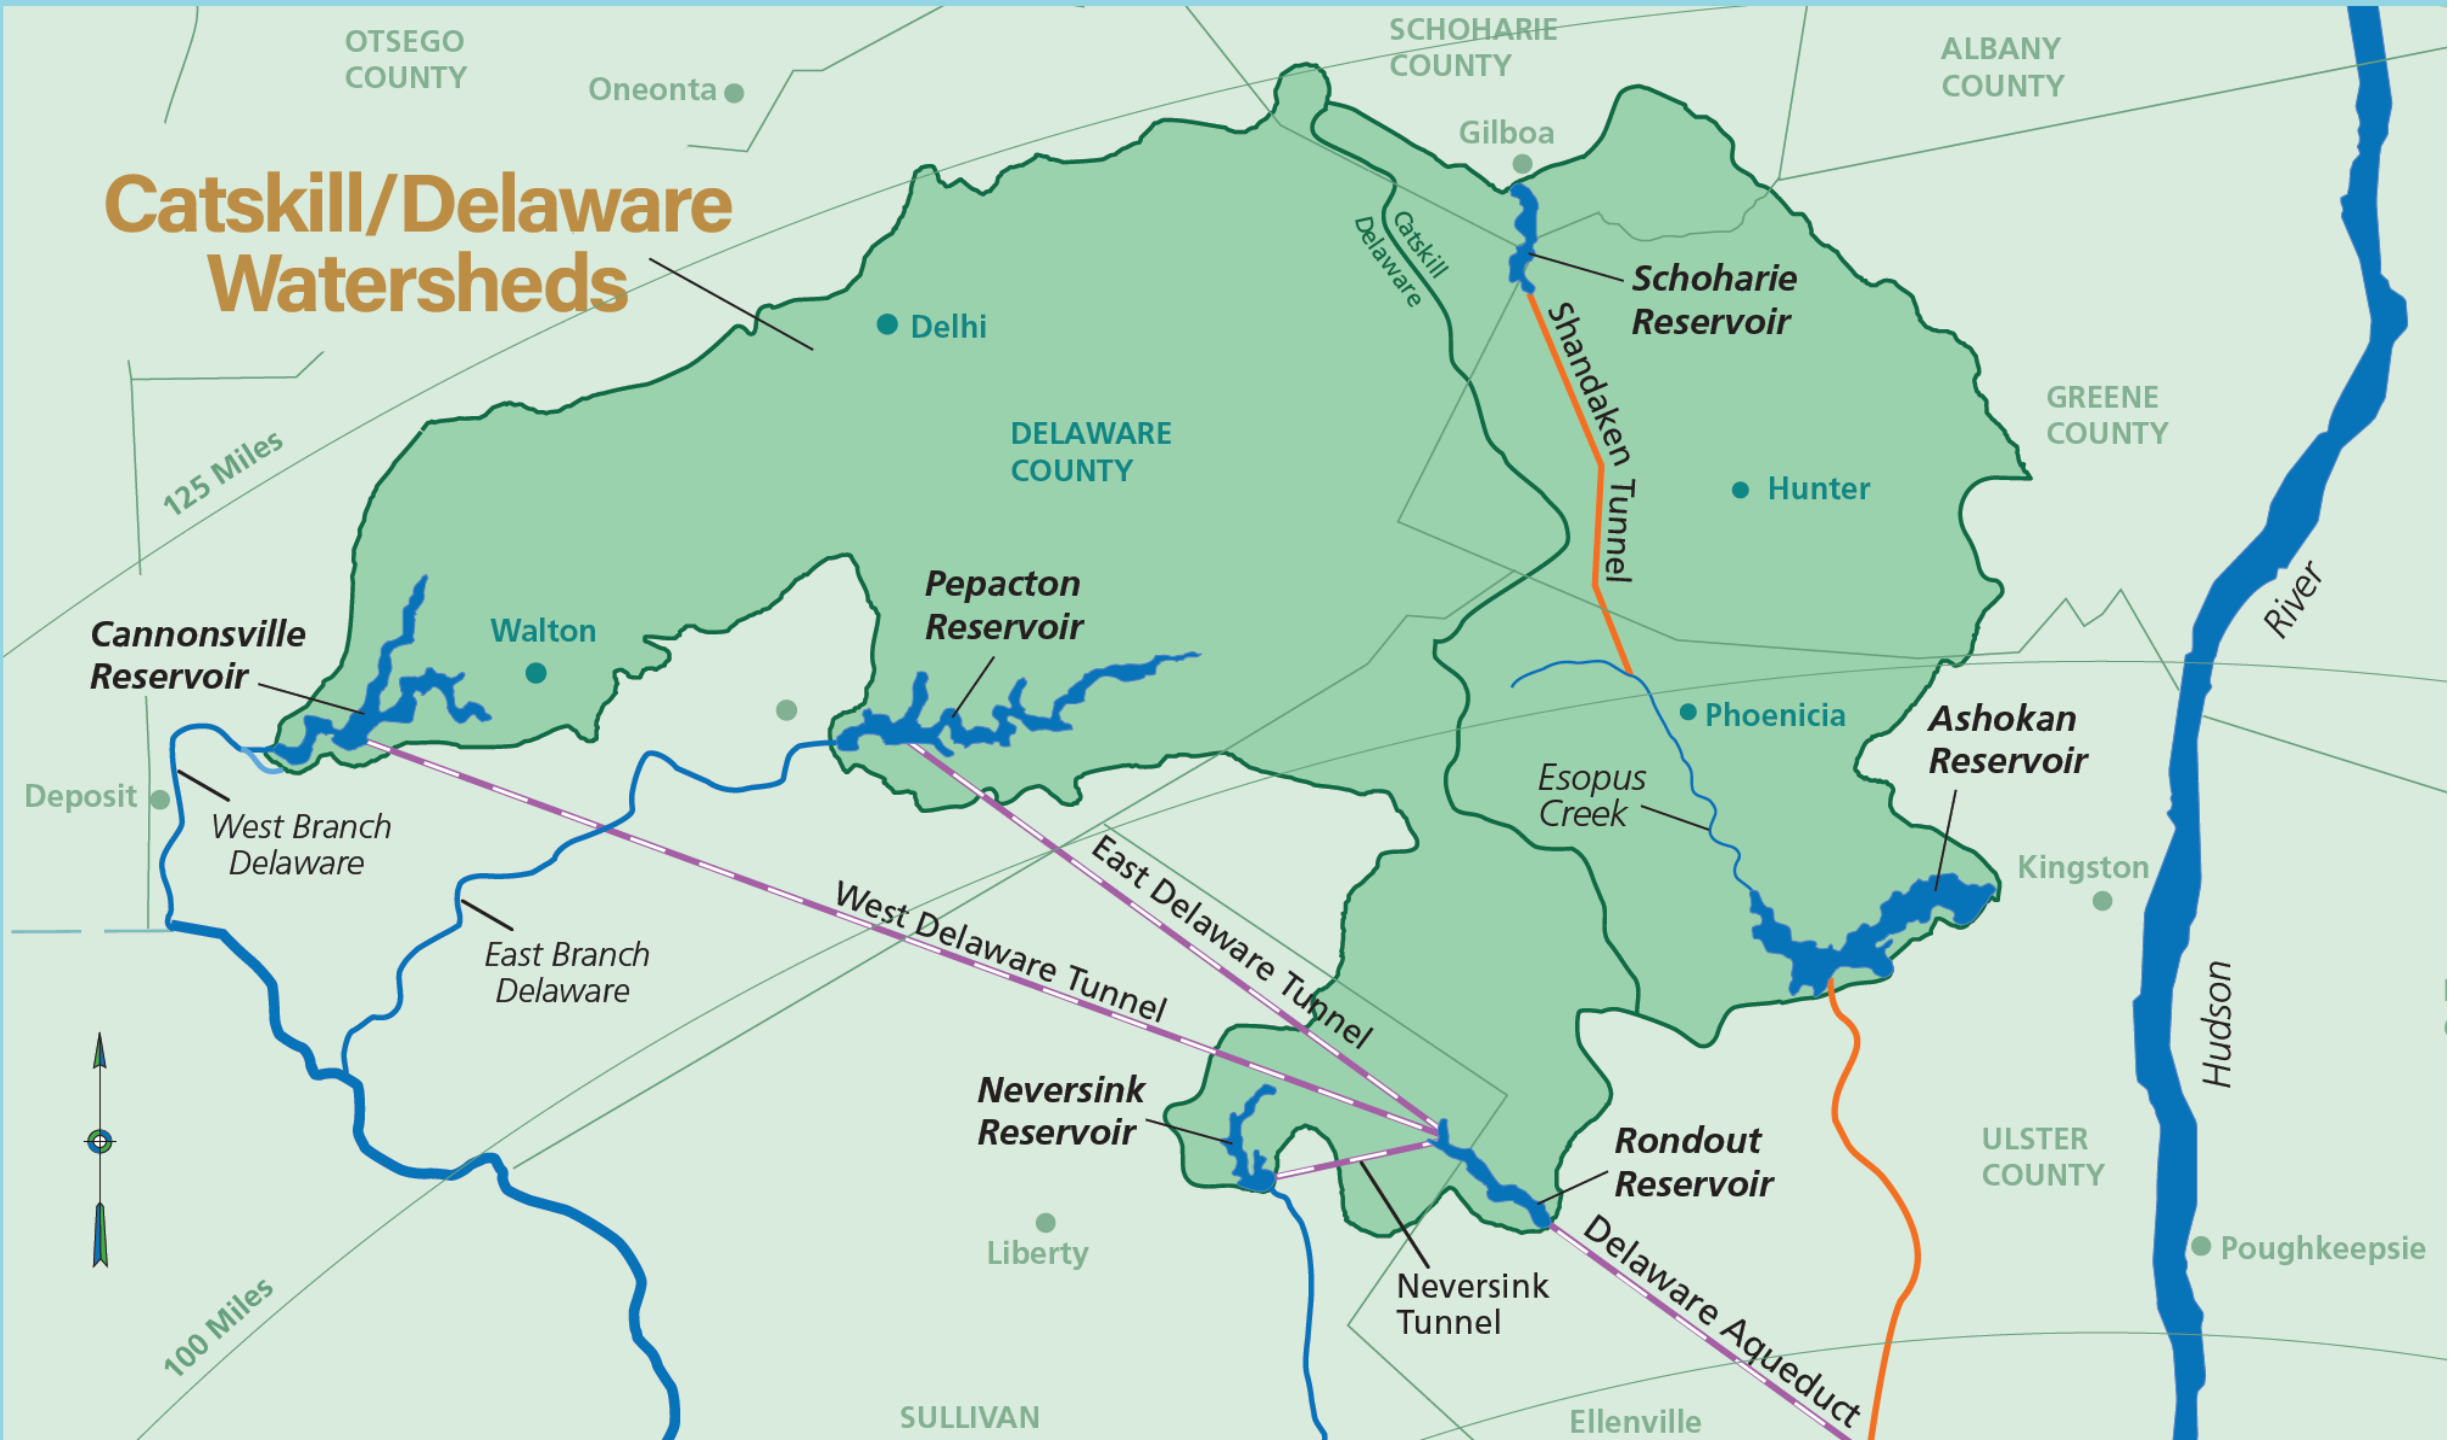 OTSEGO
COUNTY
Oneonta
SCHOHARIE
COUNTY
ALBANY
COUNTY
Gilboa
Catskill/Delaware
Watersheds
Catskill
Delaware
Schoharie
Reservoir
Delhi
Shandaken Tunnel
GREENE
COUNTY
DELAWARE
COUNTY
125 Miles
Hunter
Pepacton
Reservoir
River
Cannonsville
Reservoir
Walton
Phoenicia
Ashokan
Reservoir
Deposit
Esopus
Creek
West Branch
Delaware
East Delaware Tunnel
Kingston
West Delaware Tunnel
East Branch
Delaware
Hudson
Neversink
Reservoir
Rondout
Reservoir
ULSTER
COUNTY
Liberty
Delaware Aqueduct
Poughkeepsie
Neversink
Tunnel
100 Miles
SULLIVAN
Ellenville